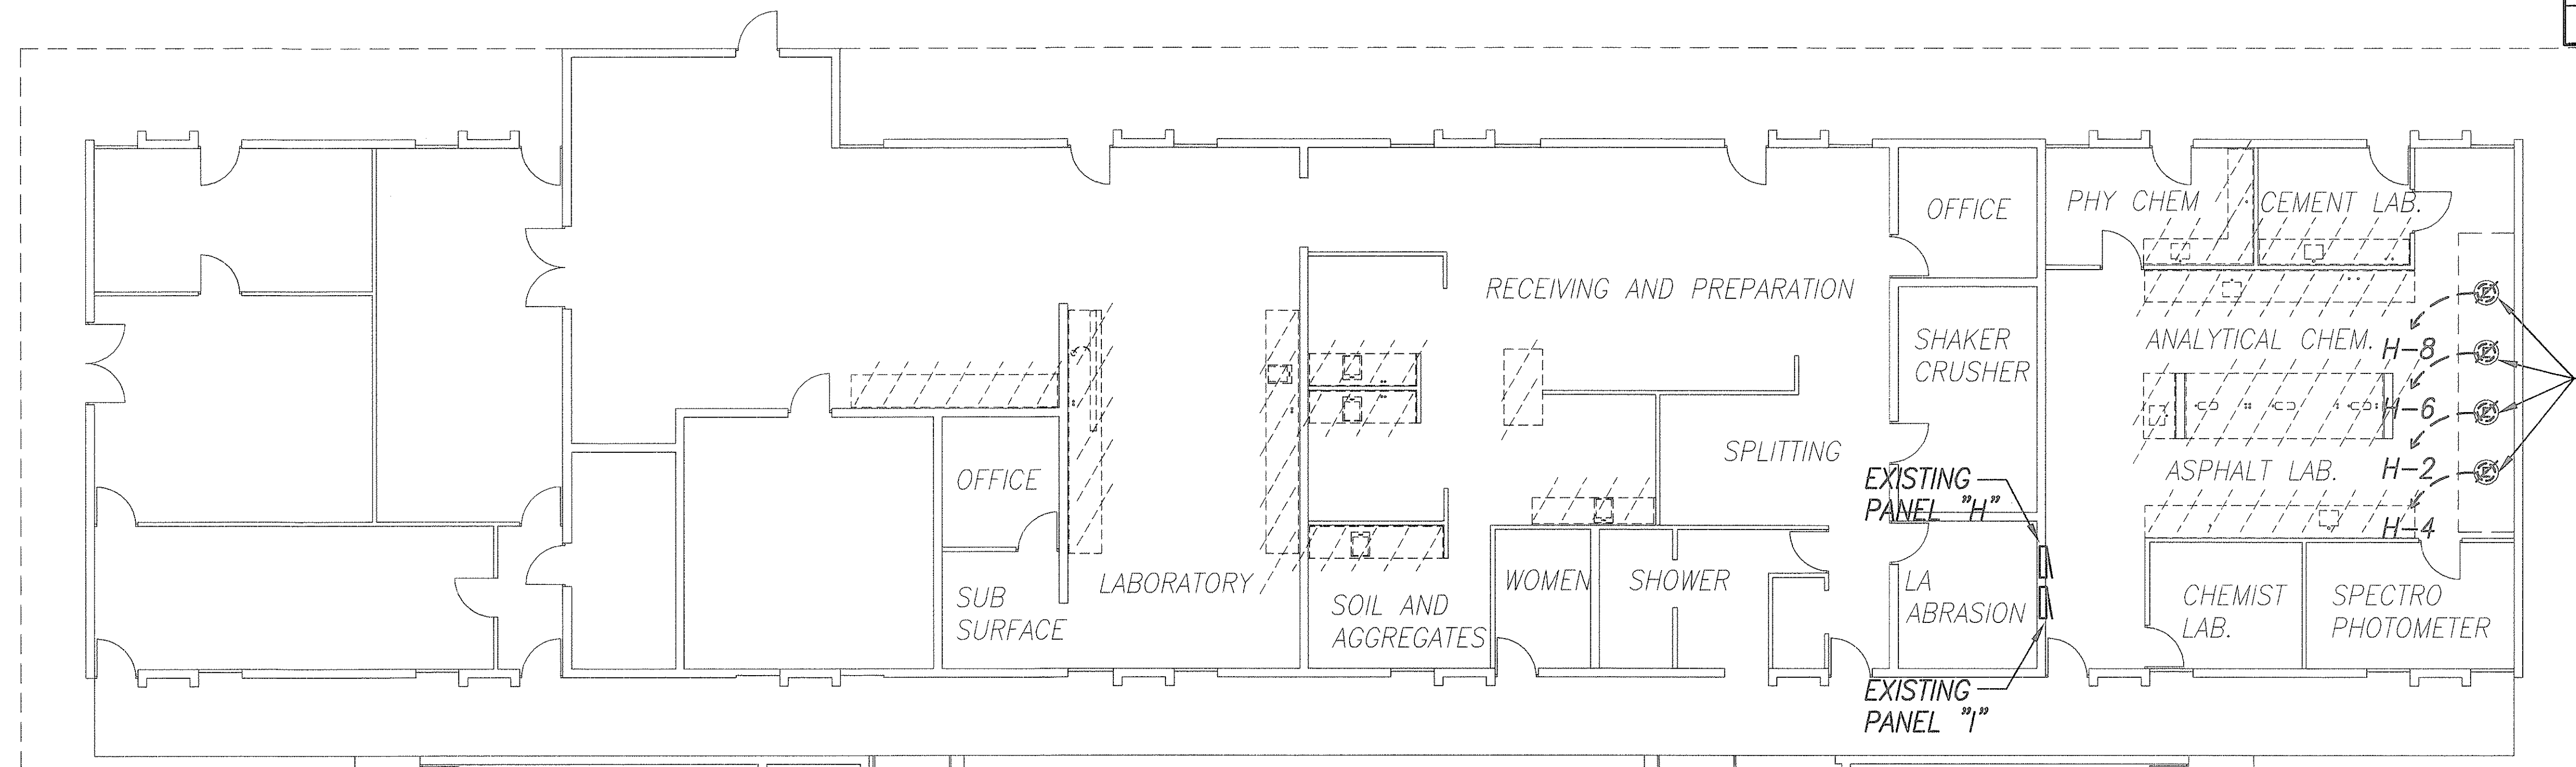 OFFICE
PHY CHEM
CEMENT LAB.
RECEIVING AND PREPARATION
SHAKER
CRUSHER
ANALYTICAL CHEM.
H-8
H-6
SPLITTING
ASPHALT LAB.
H-2
OFFICE
EXISTING
PANEL "H"
H-4
LABORATORY
WOMEN
SHOWER
LA
ABRASION
SUB
SURFACE
SOIL AND
AGGREGATES
CHEMIST
LAB.
SPECTRO
PHOTOMETER
EXISTING
PANEL "I"